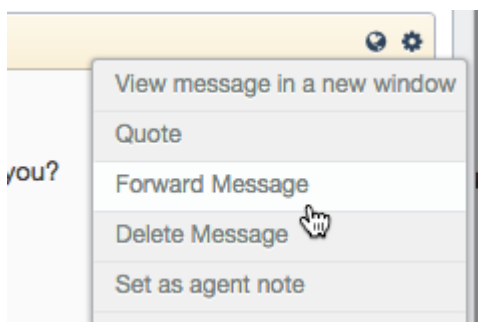 View message in a new window
Quote
you?
Forward Message
Delete Message
Set as agent note